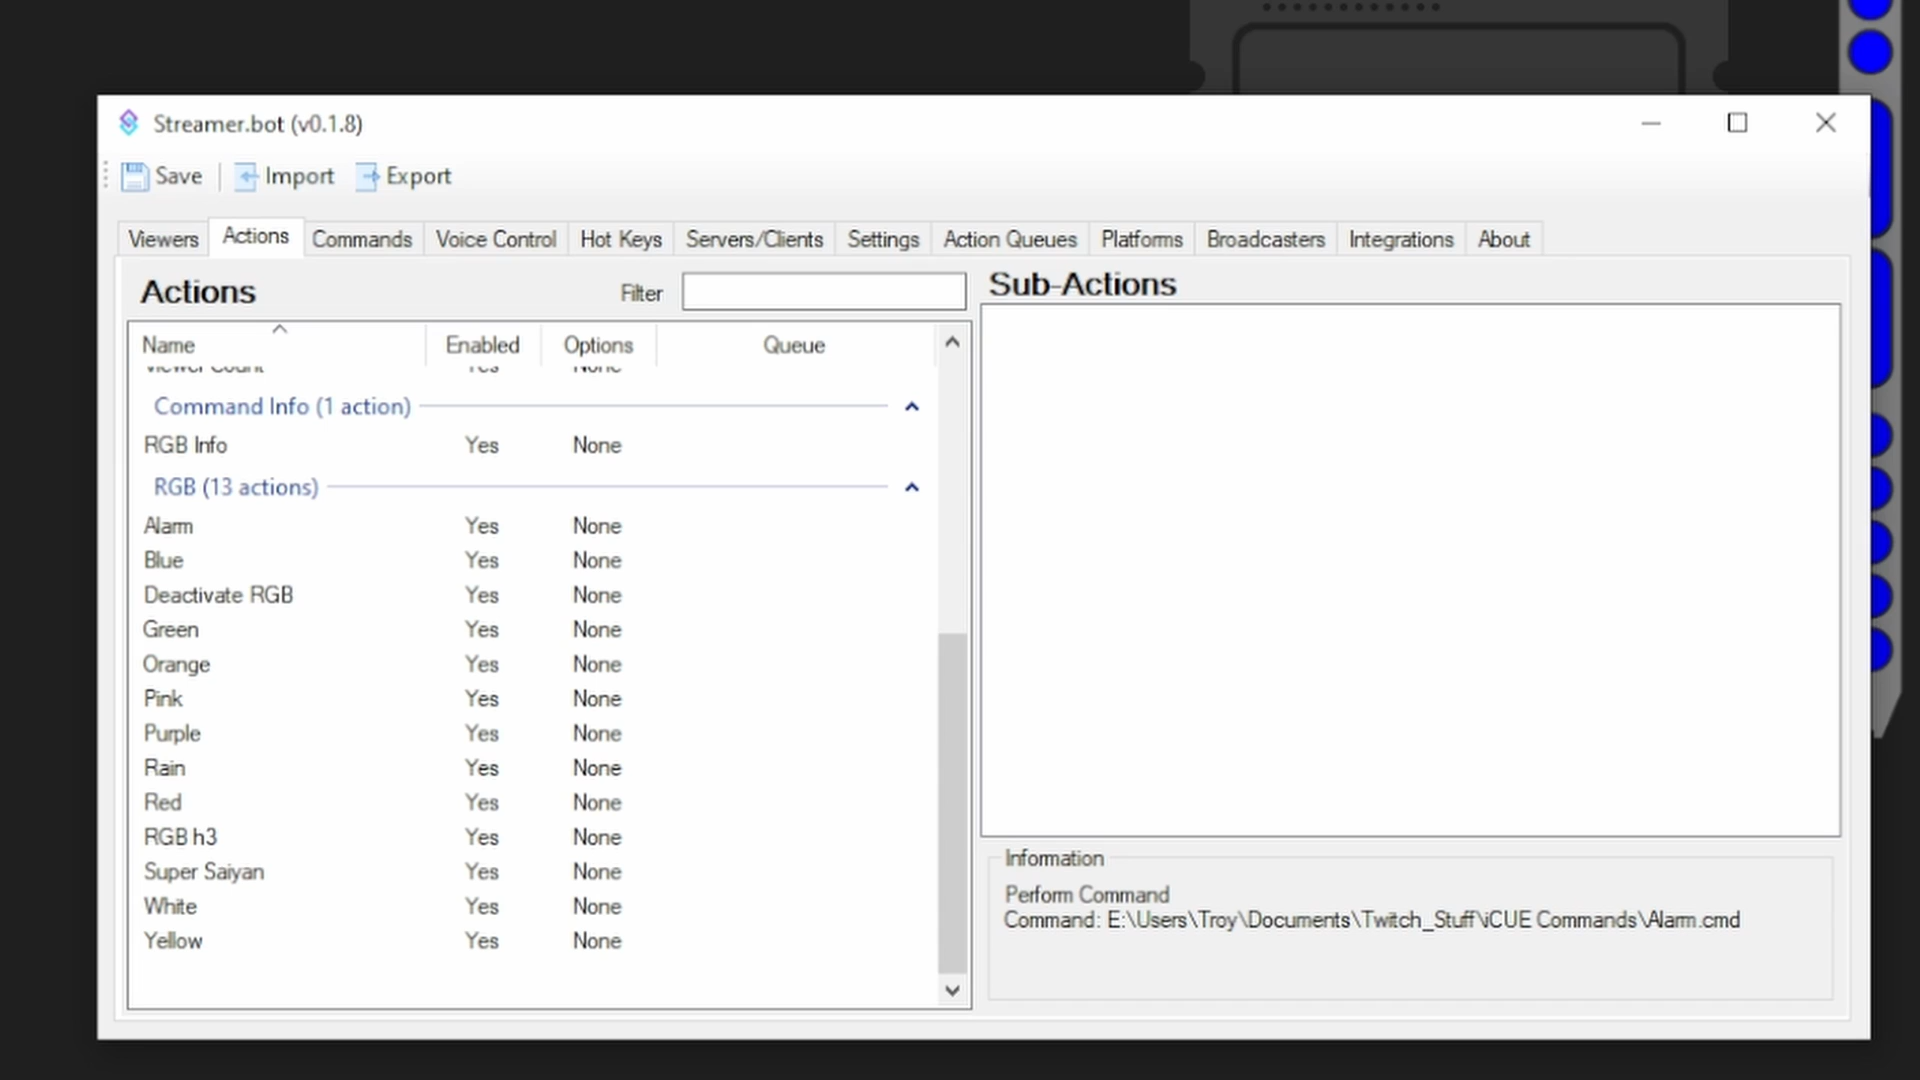 Streamer.bot (v0.1.8)
Save Import Export
Viewers Actions Commands Voice Control Hot Keys Servers/Clients Settings Action Queues Platforms Broadcasters Integrations About
Actions Filter
Name Enabled Options Queue
Viewer Count Yes None
Command Info (1 action)
RGB Info Yes None
RGB (13 actions)
Alarm Yes None
Blue Yes None
Deactivate RGB Yes None
Green Yes None
Orange Yes None
Pink Yes None
Purple Yes None
Rain Yes None
Red Yes None
RGB h3 Yes None
Super Saiyan Yes None
White Yes None
Yellow Yes None
Sub-Actions
Information
Perform Command
Command: E:\Users\Troy\Documents\Twitch_Stuff\iCUE Commands\Alarm.cmd